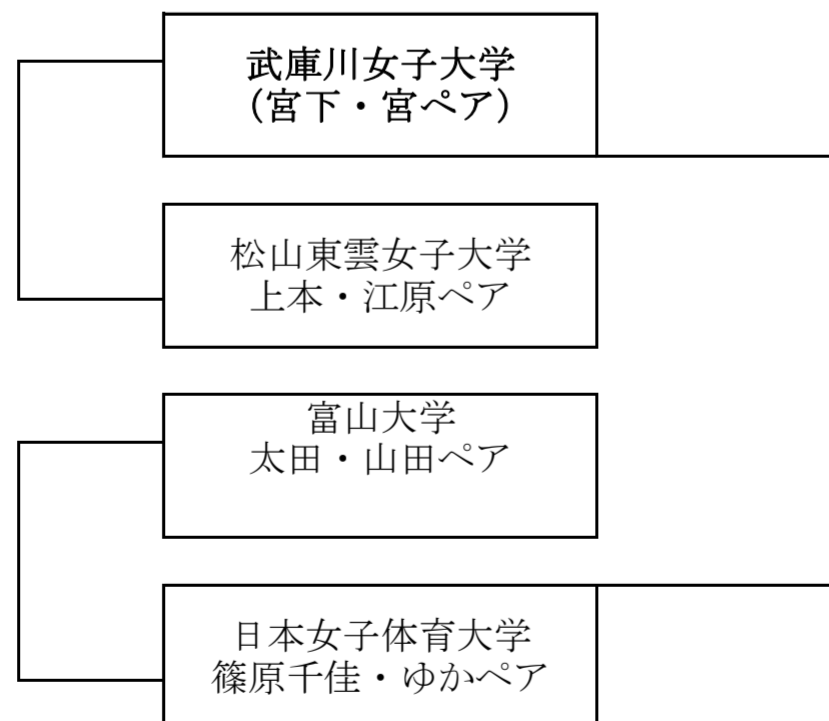 武庫川女子大学
(宮下・宮ペア)
松山東雲女子大学
上本・江原ペア
富山大学
太田・山田ペア
日本女子体育大学
篠原千佳・ゆかペア